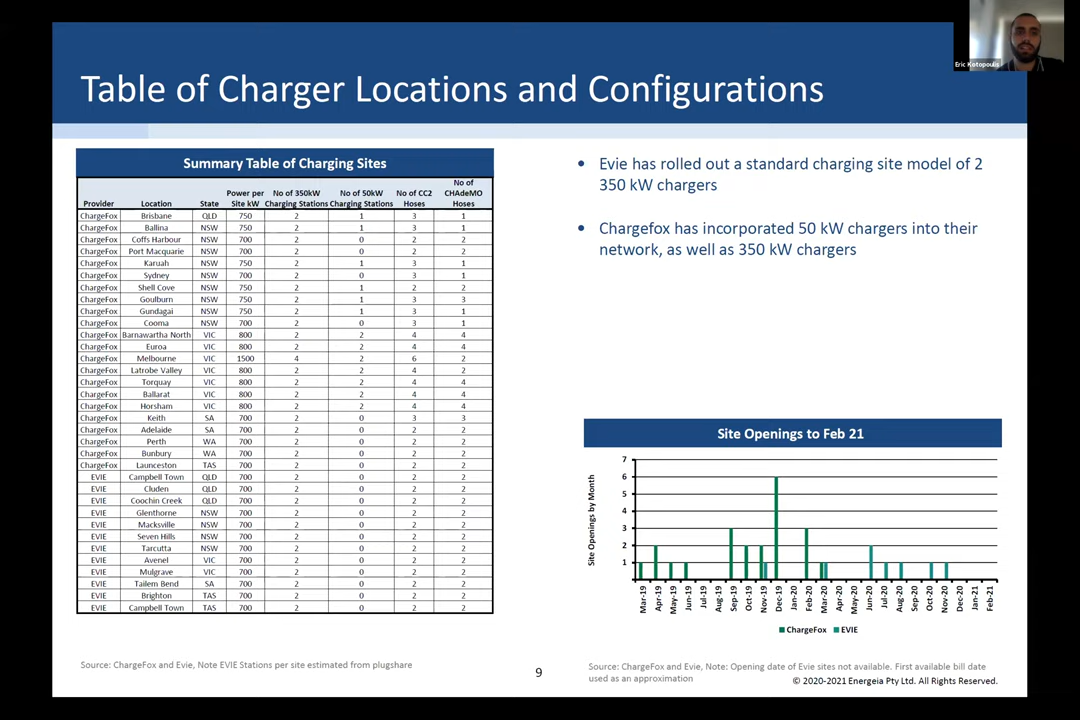 Eric Kotopoulis
Table of Charger Locations and Configurations
Summary Table of Charging Sites
Provider Location State Power per Site kW No of 350kW Charging Stations No of 50kW Charging Stations No of CC2 Hoses No of CHAdeMO Hoses
ChargeFox Brisbane QLD 750 2 1 3 1
ChargeFox Ballina NSW 750 2 1 3 1
ChargeFox Coffs Harbour NSW 700 2 0 2 2
ChargeFox Port Macquarie NSW 700 2 0 2 2
ChargeFox Karuah NSW 750 2 1 3 1
ChargeFox Sydney NSW 700 2 0 3 1
ChargeFox Shell Cove NSW 750 2 1 2 2
ChargeFox Goulburn NSW 750 2 1 3 3
ChargeFox Gundagai NSW 750 2 1 3 1
ChargeFox Cooma NSW 700 2 0 3 1
ChargeFox Barnawartha North VIC 800 2 2 4 4
ChargeFox Euroa VIC 800 2 2 4 4
ChargeFox Melbourne VIC 1500 4 2 6 2
ChargeFox Latrobe Valley VIC 800 2 2 4 2
ChargeFox Torquay VIC 800 2 2 4 4
ChargeFox Ballarat VIC 800 2 2 4 4
ChargeFox Horsham VIC 800 2 2 4 4
ChargeFox Keith SA 700 2 0 3 3
ChargeFox Adelaide SA 700 2 0 2 2
ChargeFox Perth WA 700 2 0 2 2
ChargeFox Bunbury WA 700 2 0 2 2
ChargeFox Launceston TAS 700 2 0 2 2
EVIE Campbell Town QLD 700 2 0 2 2
EVIE Cluden QLD 700 2 0 2 2
EVIE Coochin Creek QLD 700 2 0 2 2
EVIE Glenthorne NSW 700 2 0 2 2
EVIE Macksville NSW 700 2 0 2 2
EVIE Seven Hills NSW 700 2 0 2 2
EVIE Tarcutta NSW 700 2 0 2 2
EVIE Avenel VIC 700 2 0 2 2
EVIE Mulgrave VIC 700 2 0 2 2
EVIE Tailem Bend SA 700 2 0 2 2
EVIE Brighton TAS 700 2 0 2 2
EVIE Campbell Town TAS 700 2 0 2 2
Source: ChargeFox and Evie, Note EVIE Stations per site estimated from plugshare
• Evie has rolled out a standard charging site model of 2
350 kW chargers
• Chargefox has incorporated 50 kW chargers into their
network, as well as 350 kW chargers
Site Openings to Feb 21
Site Openings by Month
7
6
5
4
3
2
1
Mar-19 Apr-19 May-19 Jun-19 Jul-19 Aug-19 Sep-19 Oct-19 Nov-19 Dec-19 Jan-20 Feb-20 Mar-20 Apr-20 May-20 Jun-20 Jul-20 Aug-20 Sep-20 Oct-20 Nov-20 Dec-20 Jan-21 Feb-21
ChargeFox EVIE
Source: ChargeFox and Evie, Note: Opening date of Evie sites not available. First available bill date
used as an approximation
9
© 2020-2021 Energeia Pty Ltd. All Rights Reserved.